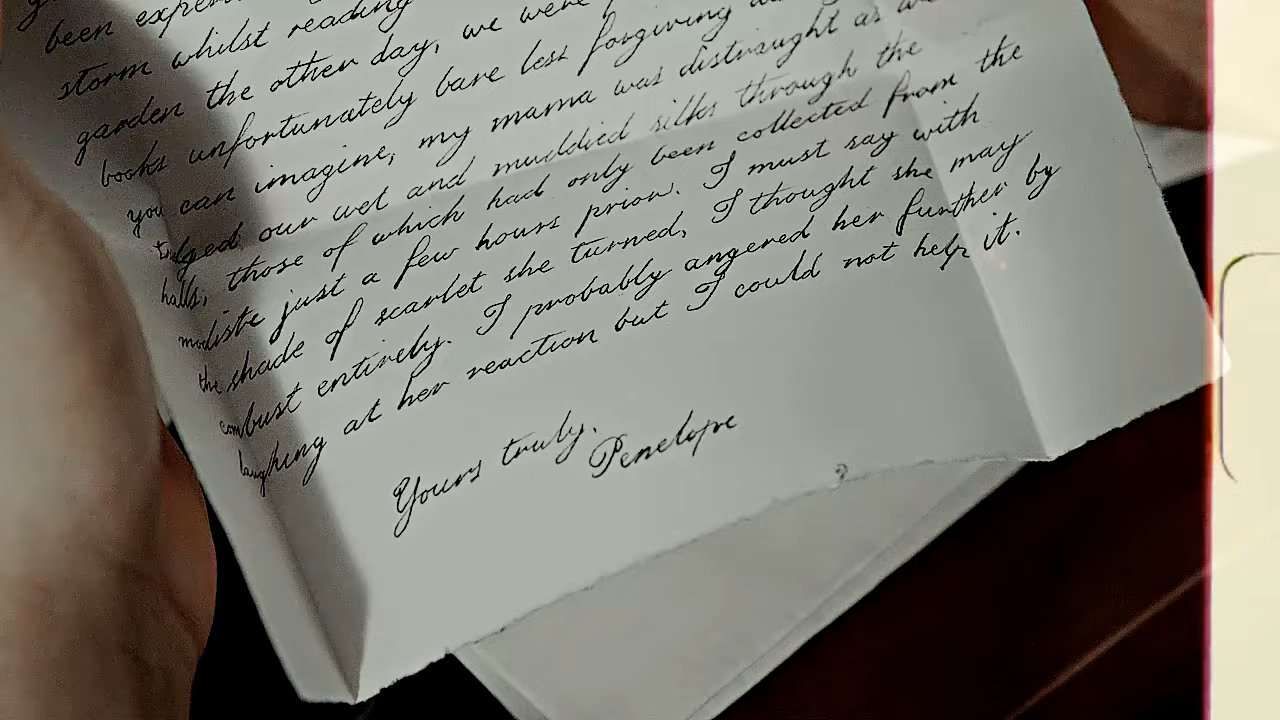 been
storm whilst reading
garden the other day, we were
books unfortunately bare less forgiving
you can imagine, my mama was distraught as we
our wet and muddied silks through the
halls, those of which had only been collected from the
modiste just a few hours prior. I must say with
the shade of scarlet she turned, I thought she may
combust entirely. I probably angered her further by
laughing at her reaction but I could not help it.
Yours truly,
Penelope